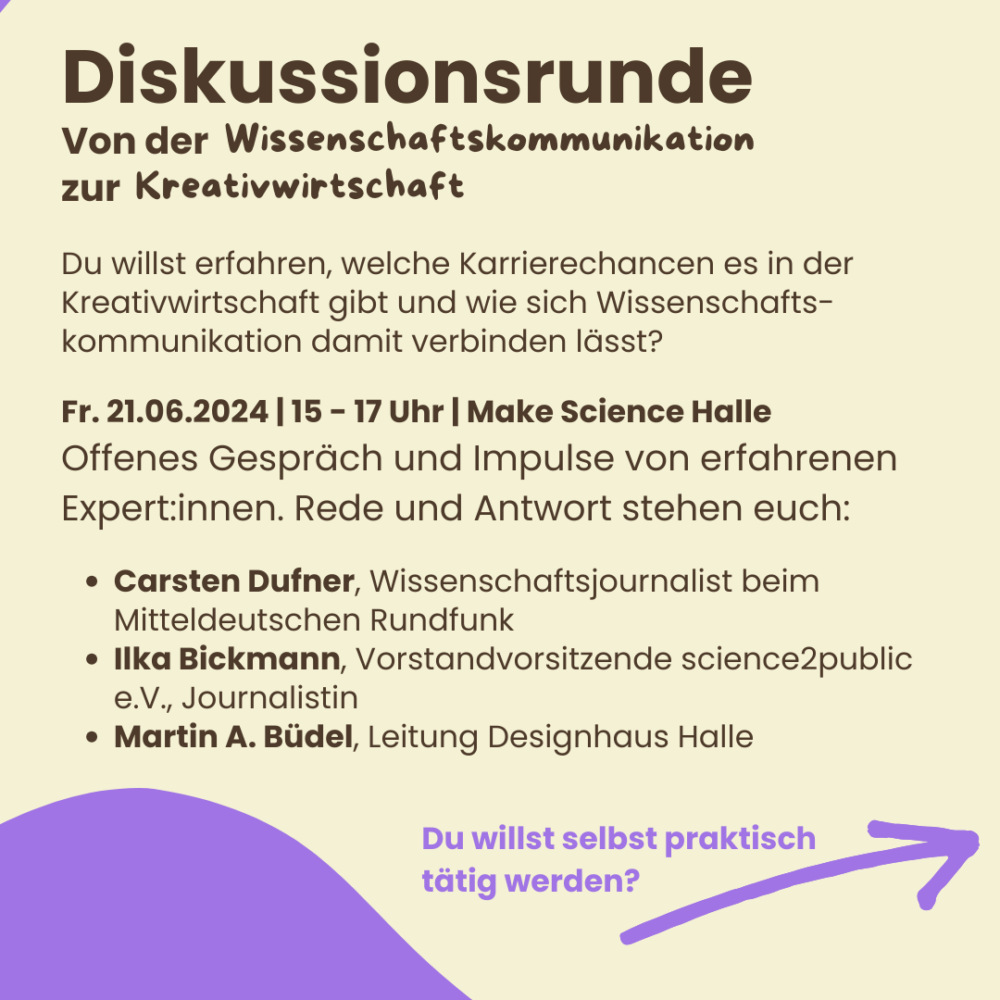 Diskussionsrunde
Von der Wissenschaftskommunikation
zur Kreativwirtschaft
Du willst erfahren, welche Karrierechancen es in der
Kreativwirtschaft gibt und wie sich Wissenschafts-
kommunikation damit verbinden lässt?
Fr. 21.06.2024 | 15 - 17 Uhr | Make Science Halle
Offenes Gespräch und Impulse von erfahrenen
Expert:innen. Rede und Antwort stehen euch:
• Carsten Dufner, Wissenschaftsjournalist beim
Mitteldeutschen Rundfunk
• Ilka Bickmann, Vorstandvorsitzende science2public
e.V., Journalistin
• Martin A. Büdel, Leitung Designhaus Halle
Du willst selbst praktisch
tätig werden?